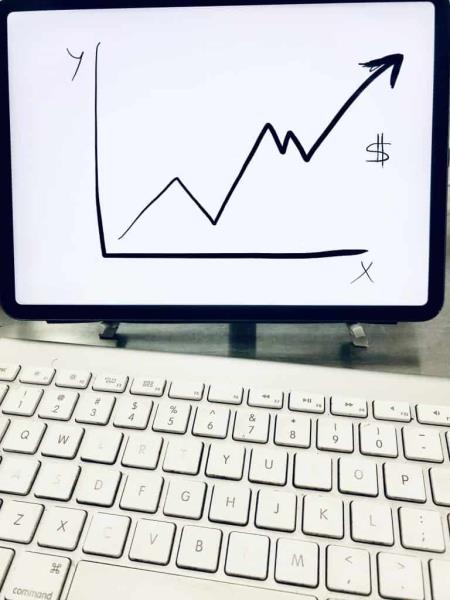 Y
$
X
! @ # $ % ^ & * ( ) _
1 2 3 4 5 6 7 8 9 0 -
Q W R T Y U O P
A S D F G H J K L : ;
Z X C V B M < , > .
⌘
command